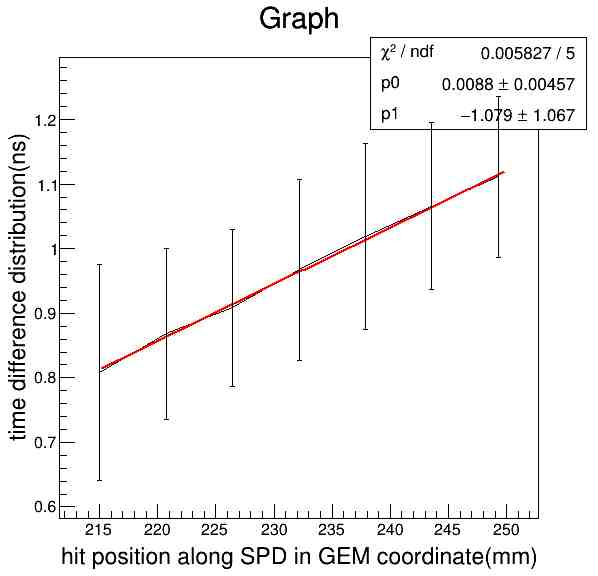 Graph
χ² / ndf 0.005827 / 5
p0 0.0088 ± 0.00457
p1 −1.079 ± 1.067
time difference distribution(ns)
1.2
1.1
1
0.9
0.8
0.7
0.6
215 220 225 230 235 240 245 250
hit position along SPD in GEM coordinate(mm)